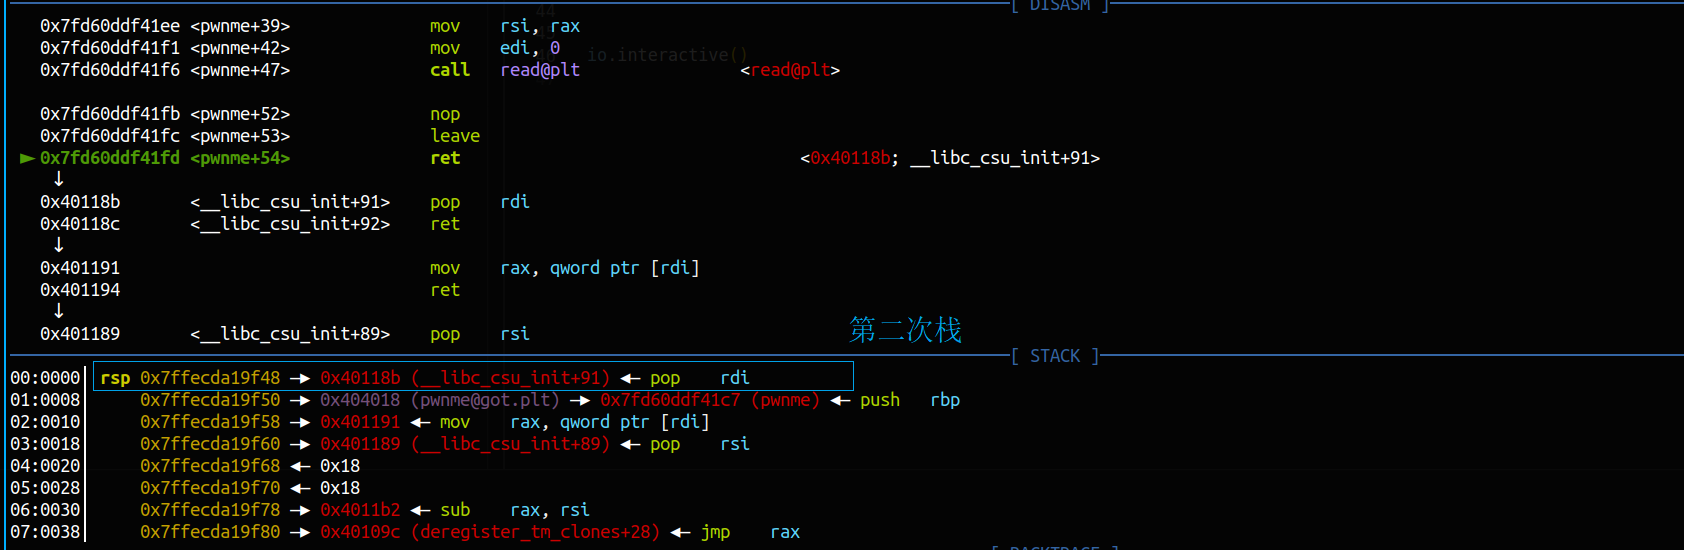 [ DISASM ]
0x7fd60ddf41ee <pwnme+39> mov rsi, rax
0x7fd60ddf41f1 <pwnme+42> mov edi, 0
0x7fd60ddf41f6 <pwnme+47> call read@plt <read@plt>
io.interactive()
0x7fd60ddf41fb <pwnme+52> nop
0x7fd60ddf41fc <pwnme+53> leave
► 0x7fd60ddf41fd <pwnme+54> ret <0x40118b; __libc_csu_init+91>
↓
0x40118b <__libc_csu_init+91> pop rdi
0x40118c <__libc_csu_init+92> ret
↓
0x401191 mov rax, qword ptr [rdi]
0x401194 ret
↓
0x401189 <__libc_csu_init+89> pop rsi
第二次栈
[ STACK ]
00:0000│ rsp 0x7ffecda19f48 —▸ 0x40118b (__libc_csu_init+91) ◂— pop rdi
01:0008│ 0x7ffecda19f50 —▸ 0x404018 (pwnme@got.plt) —▸ 0x7fd60ddf41c7 (pwnme) ◂— push rbp
02:0010│ 0x7ffecda19f58 —▸ 0x401191 ◂— mov rax, qword ptr [rdi]
03:0018│ 0x7ffecda19f60 —▸ 0x401189 (__libc_csu_init+89) ◂— pop rsi
04:0020│ 0x7ffecda19f68 ◂— 0x18
05:0028│ 0x7ffecda19f70 ◂— 0x18
06:0030│ 0x7ffecda19f78 —▸ 0x4011b2 ◂— sub rax, rsi
07:0038│ 0x7ffecda19f80 —▸ 0x40109c (deregister_tm_clones+28) ◂— jmp rax